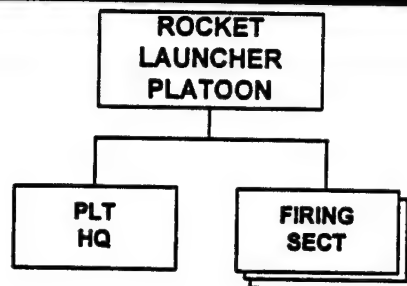 ROCKET
LAUNCHER
PLATOON
PLT
HQ
FIRING
SECT